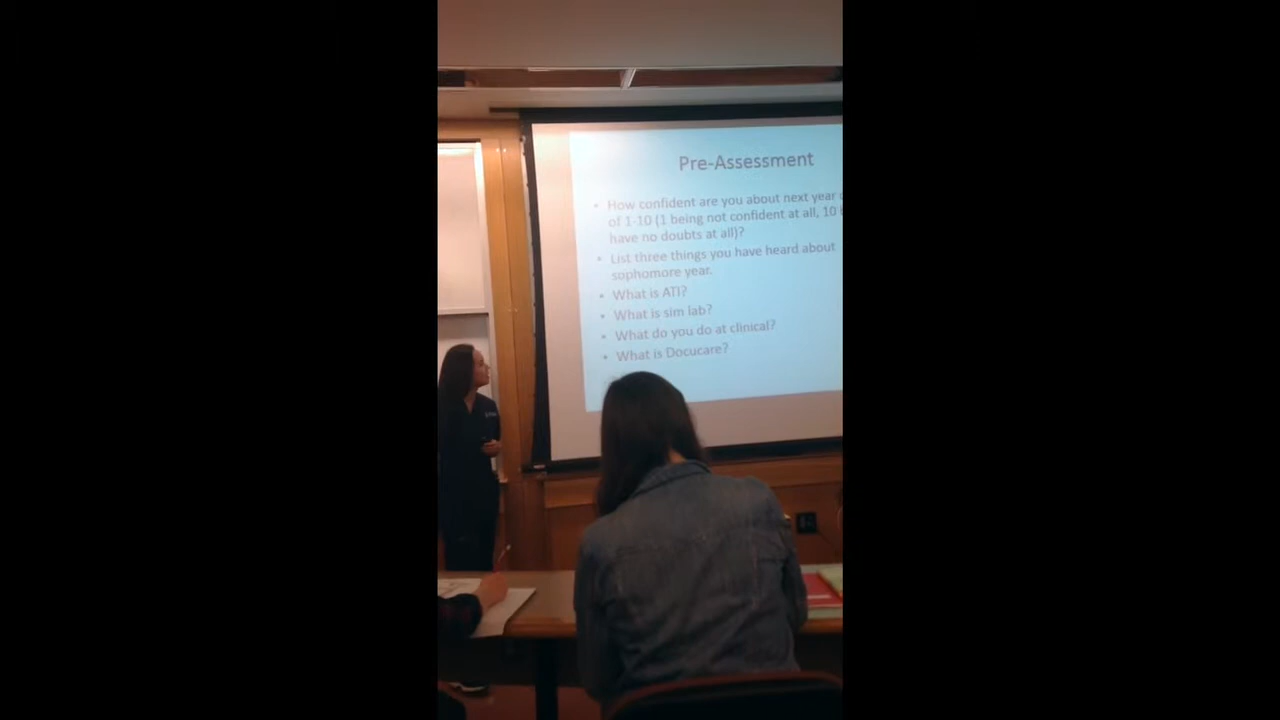 Pre-Assessment
• How confident are you about next year
of 1-10 (1 being not confident at all, 10
have no doubts at all)?
• List three things you have heard about
sophomore year.
• What is ATI?
• What is sim lab?
• What do you do at clinical?
• What is Docucare?